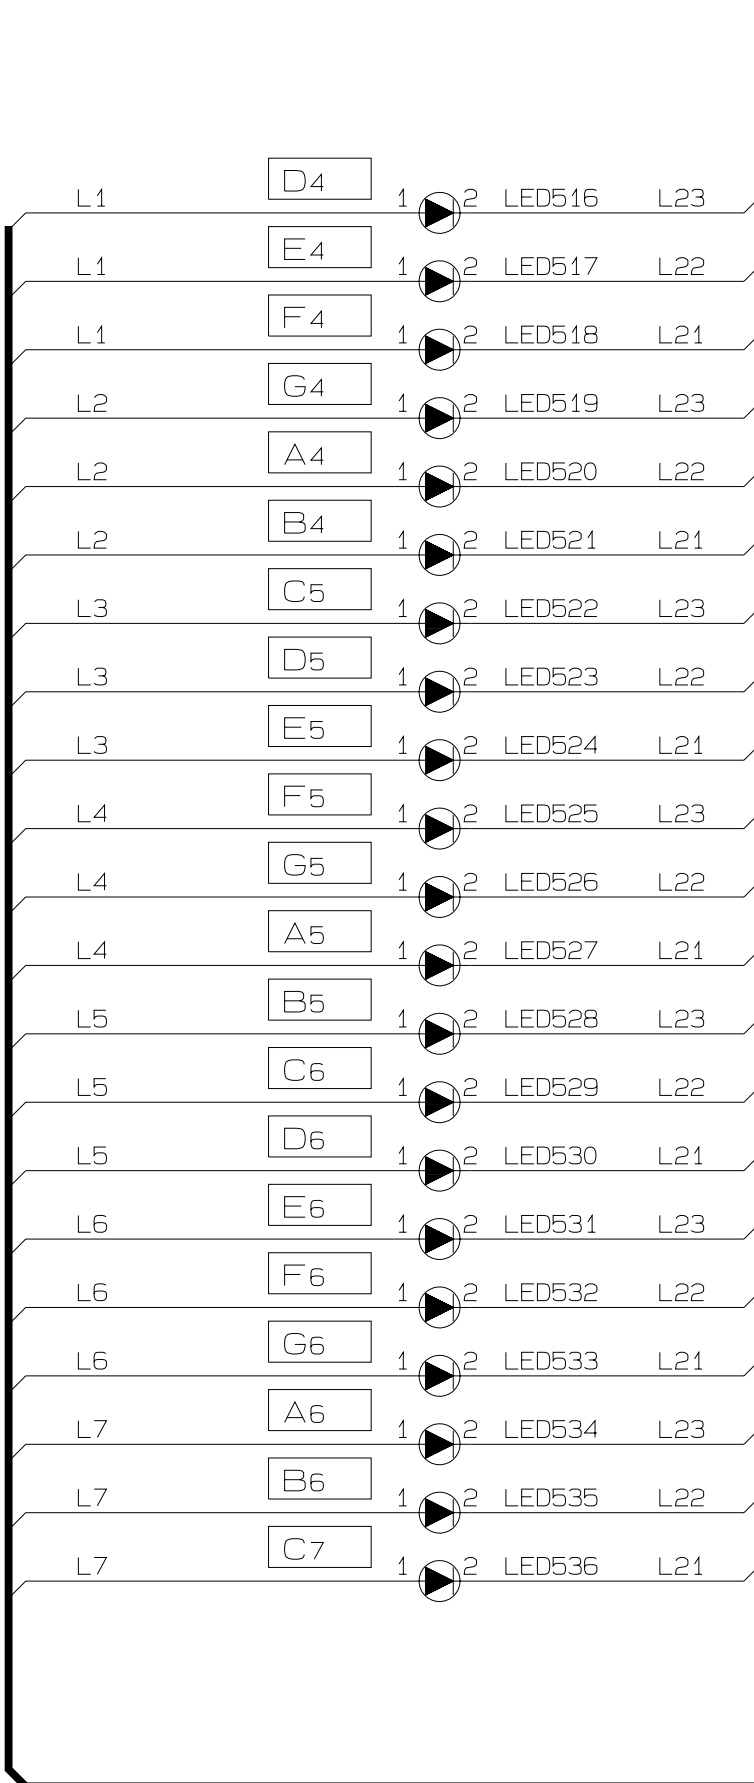 D4
L1 1 2 LED516 L23
E4
L1 1 2 LED517 L22
F4
L1 1 2 LED518 L21
G4
L2 1 2 LED519 L23
A4
L2 1 2 LED520 L22
B4
L2 1 2 LED521 L21
C5
L3 1 2 LED522 L23
D5
L3 1 2 LED523 L22
E5
L3 1 2 LED524 L21
F5
L4 1 2 LED525 L23
G5
L4 1 2 LED526 L22
A5
L4 1 2 LED527 L21
B5
L5 1 2 LED528 L23
C6
L5 1 2 LED529 L22
D6
L5 1 2 LED530 L21
E6
L6 1 2 LED531 L23
F6
L6 1 2 LED532 L22
G6
L6 1 2 LED533 L21
A6
L7 1 2 LED534 L23
B6
L7 1 2 LED535 L22
C7
L7 1 2 LED536 L21